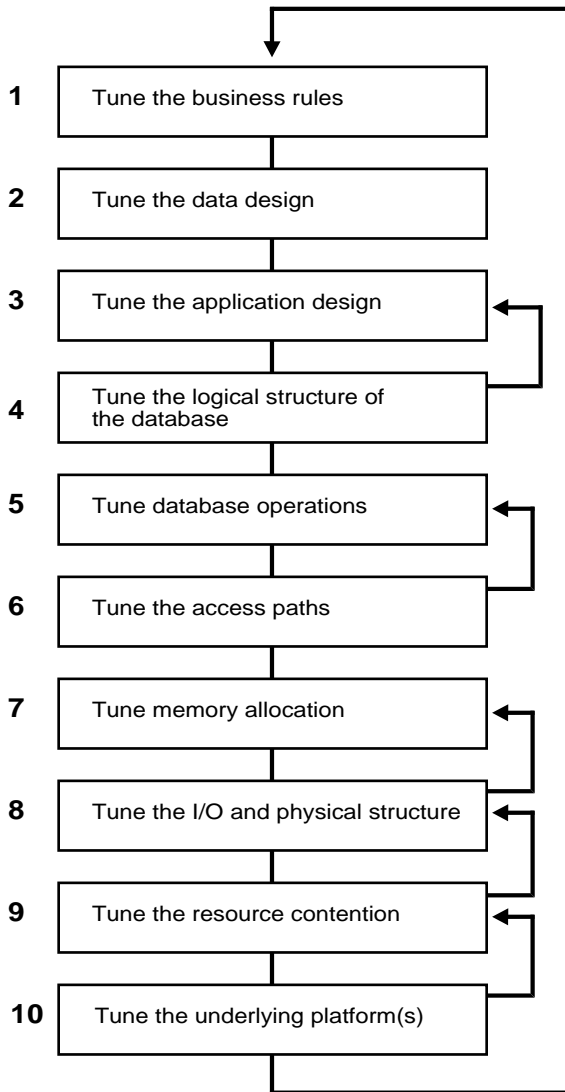 1 Tune the business rules
2 Tune the data design
3 Tune the application design
4 Tune the logical structure of
the database
5 Tune database operations
6 Tune the access paths
7 Tune memory allocation
8 Tune the I/O and physical structure
9 Tune the resource contention
10 Tune the underlying platform(s)